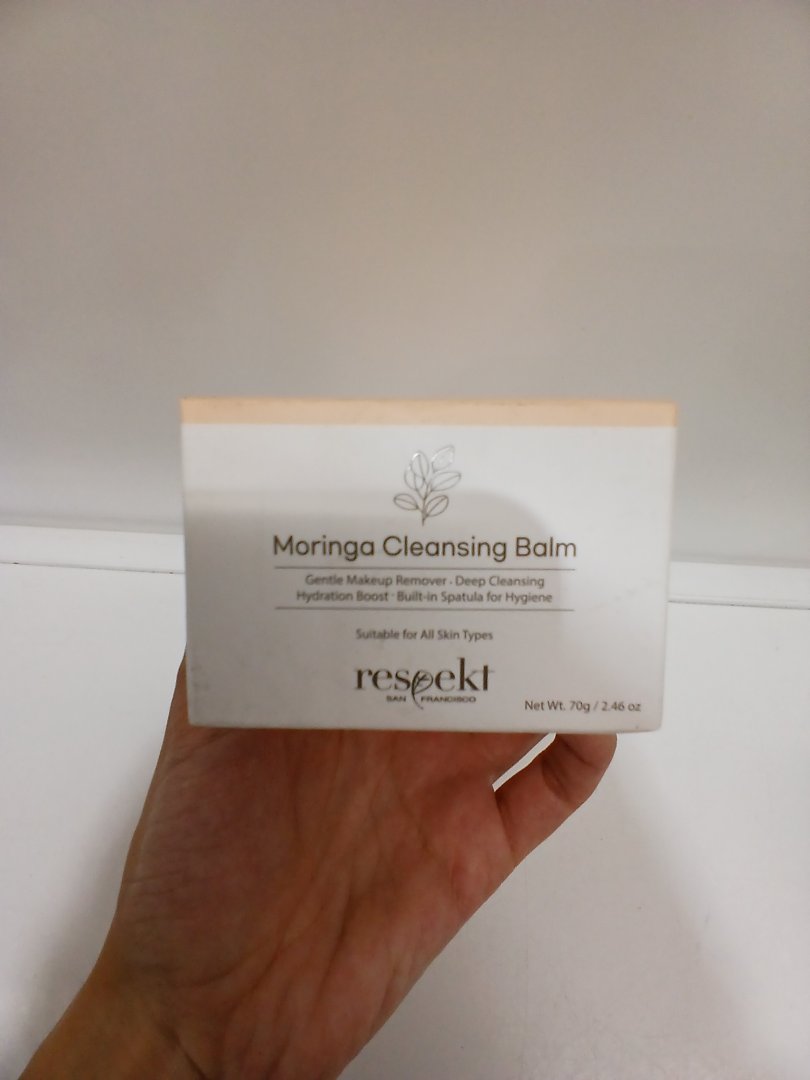 Moringa Cleansing Balm
Gentle Makeup Remover · Deep Cleansing
Hydration Boost · Built-in Spatula for Hygiene
Suitable for All Skin Types
respekt
SAN FRANCISCO
Net Wt. 70g / 2.46 oz